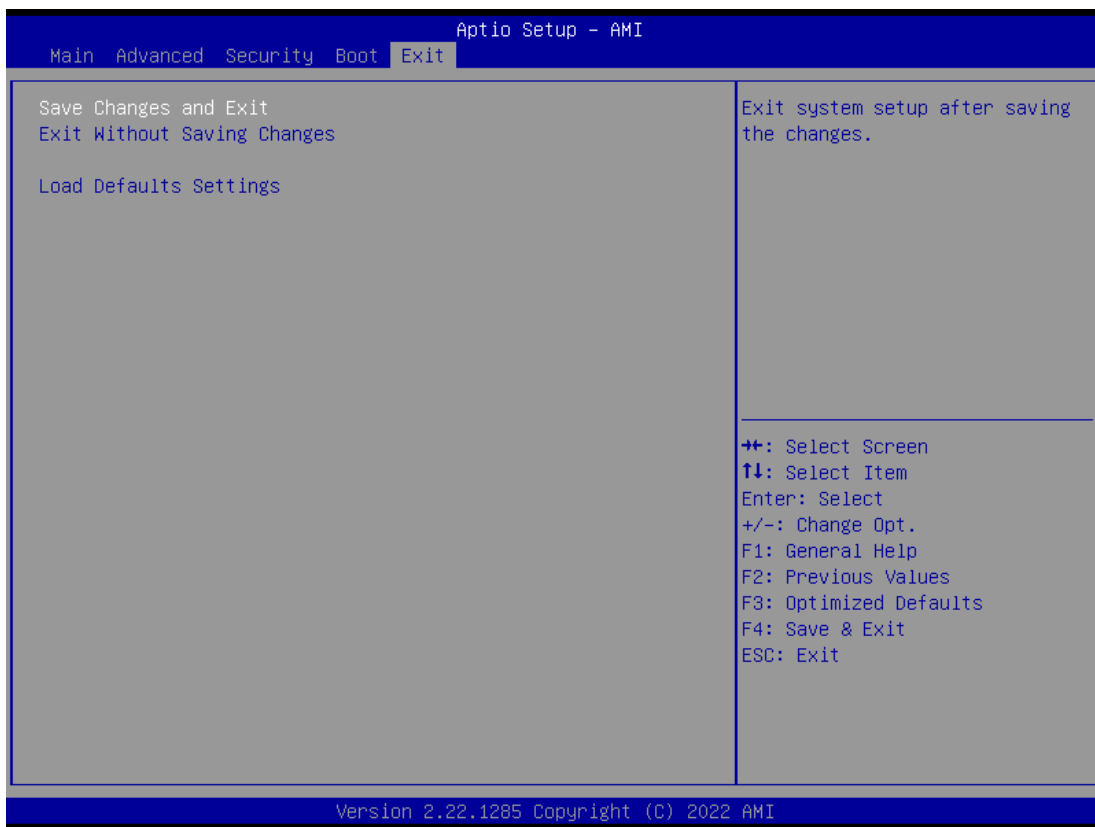 Aptio Setup – AMI
Main Advanced Security Boot Exit
Save Changes and Exit
Exit Without Saving Changes
Load Defaults Settings
Exit system setup after saving
the changes.
→←: Select Screen
↑↓: Select Item
Enter: Select
+/-: Change Opt.
F1: General Help
F2: Previous Values
F3: Optimized Defaults
F4: Save & Exit
ESC: Exit
Version 2.22.1285 Copyright (C) 2022 AMI